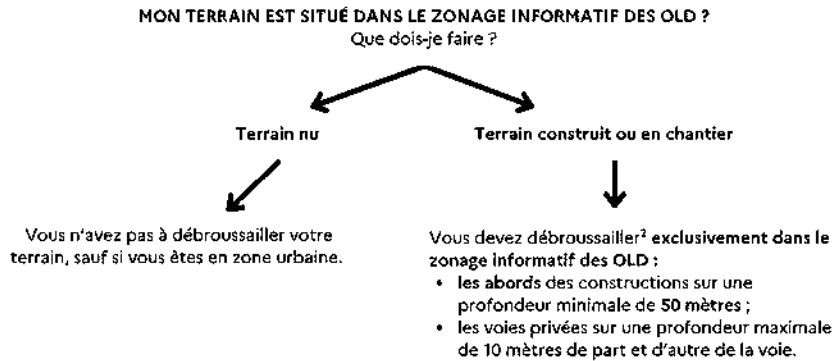 MON TERRAIN EST SITUÉ DANS LE ZONAGE INFORMATIF DES OLD ?
Que dois-je faire ?
Terrain nu
Terrain construit ou en chantier
Vous n'avez pas à débroussailler votre
terrain, sauf si vous êtes en zone urbaine.
Vous devez débroussailler² exclusivement dans le
zonage informatif des OLD :
• les abords des constructions sur une
profondeur minimale de 50 mètres ;
• les voies privées sur une profondeur maximale
de 10 mètres de part et d'autre de la voie.